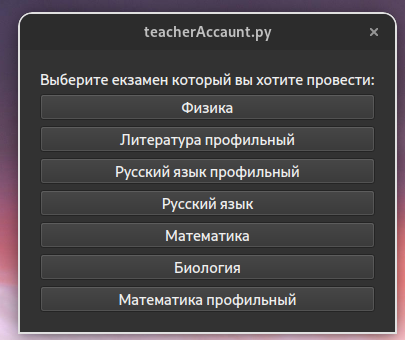 teacherAccaunt.py
Выберите екзамен который вы хотите провести:
Физика
Литература профильный
Русский язык профильный
Русский язык
Математика
Биология
Математика профильный